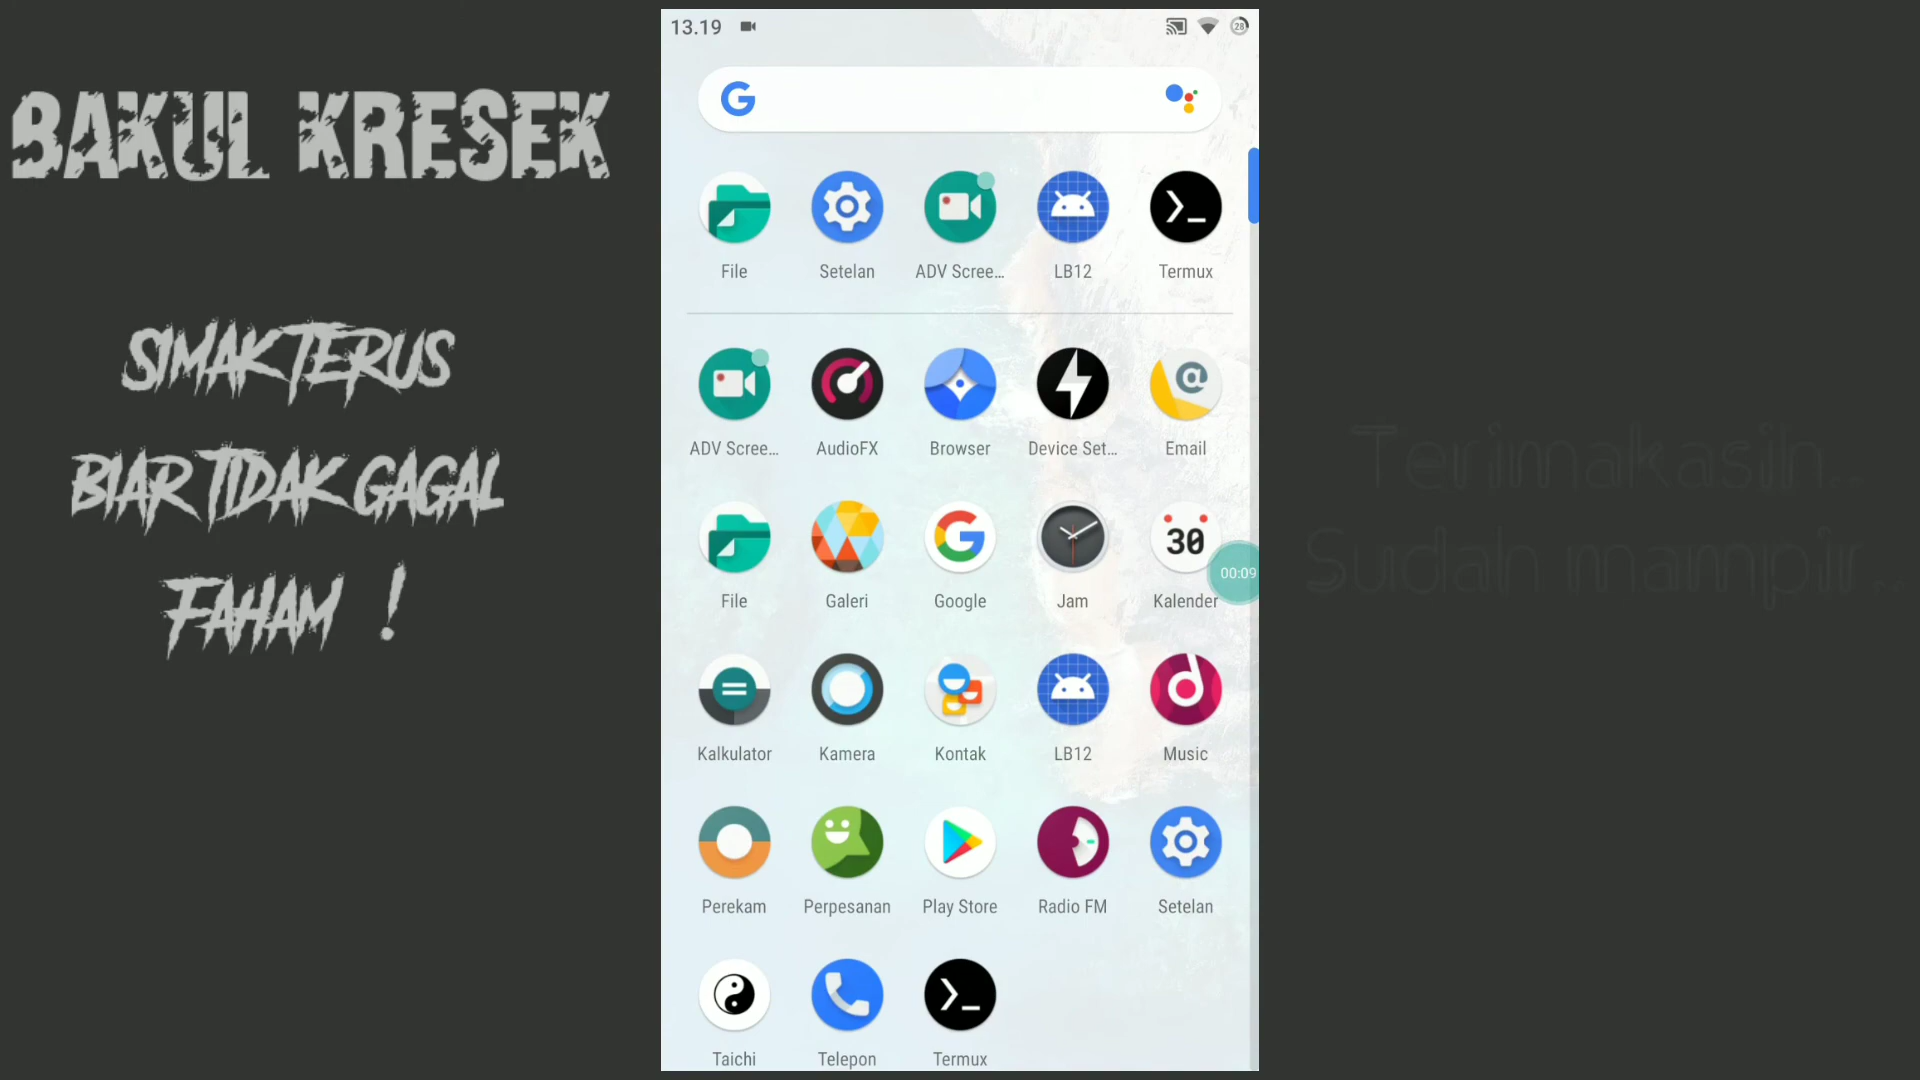 BAKUL KRESEK
SIMAK TERUS
BIAR TIDAK GAGAL
FAHAM !
13.19
28
File
Setelan
ADV Scree...
LB12
Termux
ADV Scree...
AudioFX
Browser
Device Set...
Email
File
Galeri
Google
Jam
30
Kalender
00:09
Kalkulator
Kamera
Kontak
LB12
Music
Perekam
Perpesanan
Play Store
Radio FM
Setelan
Taichi
Telepon
Termux
Terimakasih..
Sudah mampir..